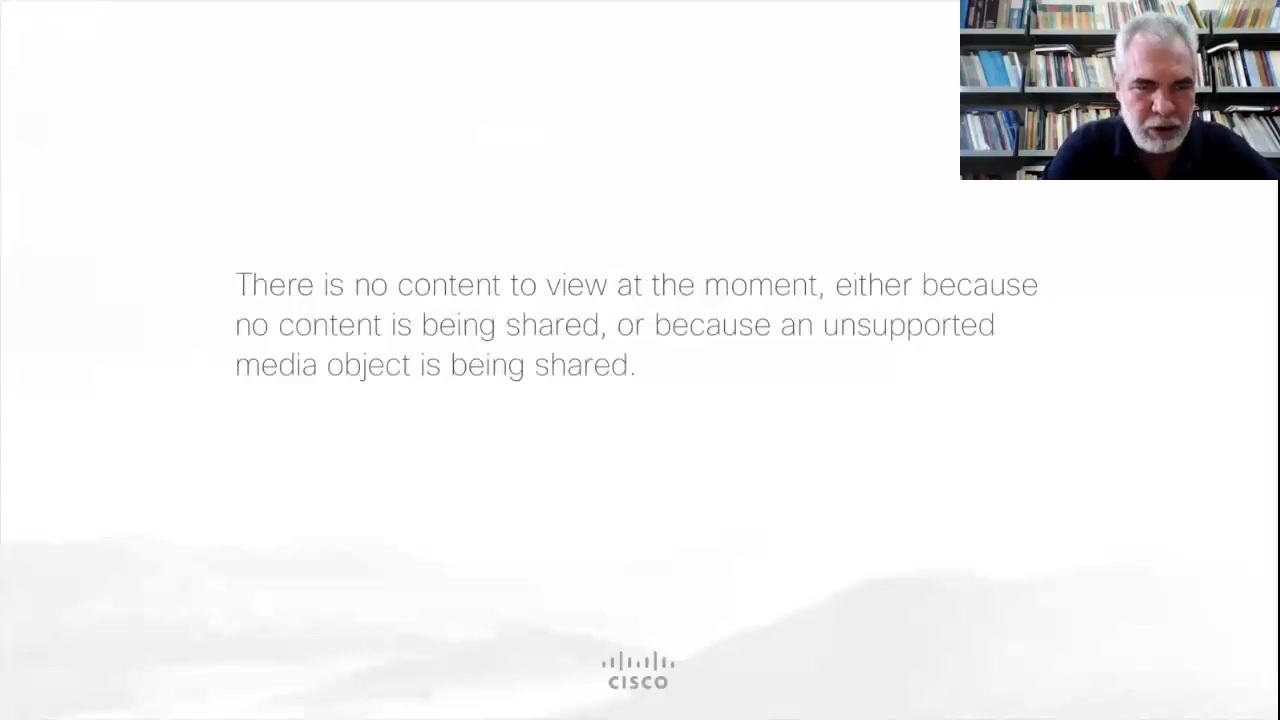 There is no content to view at the moment, either because
no content is being shared, or because an unsupported
media object is being shared.
CISCO